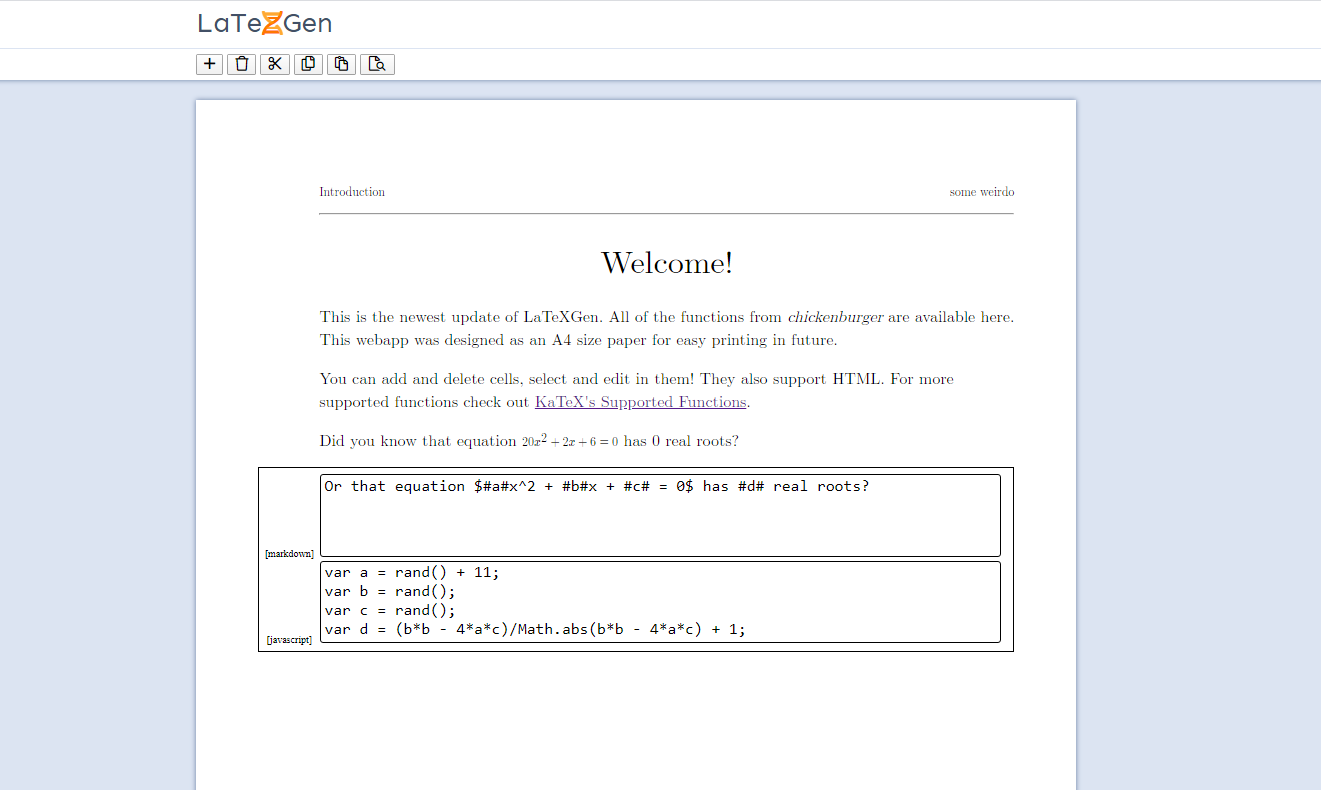 LaTeXGen
Introduction
some weirdo
Welcome!
This is the newest update of LaTeXGen. All of the functions from chickenburger are available here.
This webapp was designed as an A4 size paper for easy printing in future.
You can add and delete cells, select and edit in them! They also support HTML. For more
supported functions check out KaTeX's Supported Functions.
Did you know that equation 20x² + 2x + 6 = 0 has 0 real roots?
Or that equation $#a#x^2 + #b#x + #c# = 0$ has #d# real roots?
[markdown]
var a = rand() + 11;
var b = rand();
var c = rand();
var d = (b*b - 4*a*c)/Math.abs(b*b - 4*a*c) + 1;
[javascript]